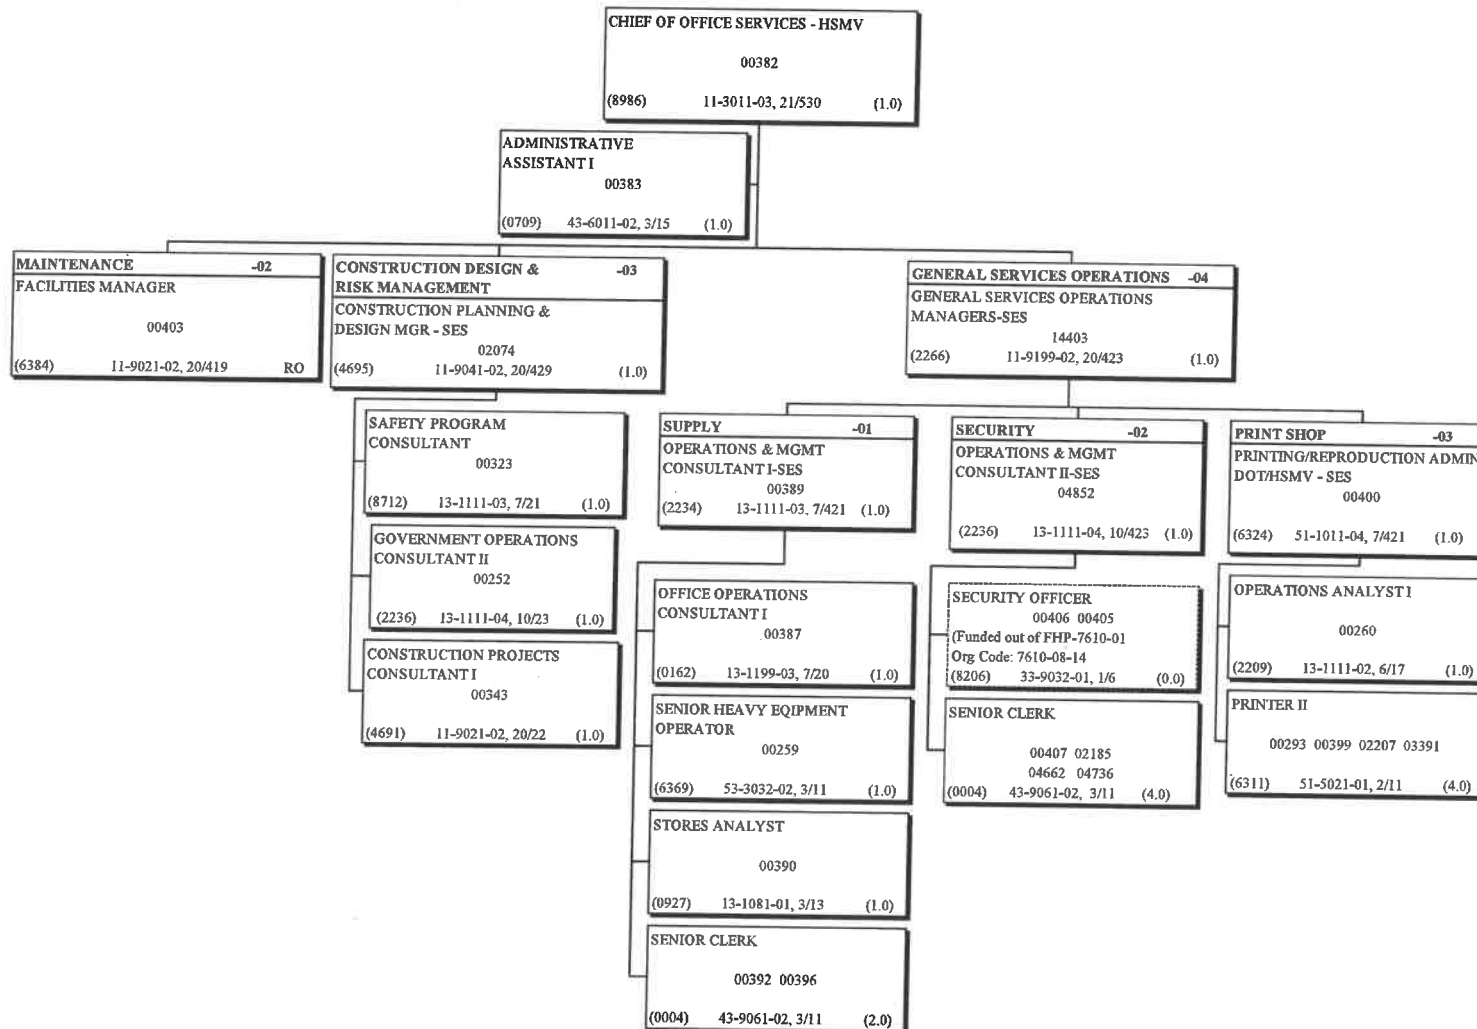 CHIEF OF OFFICE SERVICES - HSMV
00382
(8986) 11-3011-03, 21/530 (1.0)
ADMINISTRATIVE
ASSISTANT I
00383
(0709) 43-6011-02, 3/15 (1.0)
MAINTENANCE -02
FACILITIES MANAGER
00403
(6384) 11-9021-02, 20/419 RO
CONSTRUCTION DESIGN & -03
RISK MANAGEMENT
CONSTRUCTION PLANNING &
DESIGN MGR - SES
02074
(4695) 11-9041-02, 20/429 (1.0)
GENERAL SERVICES OPERATIONS -04
GENERAL SERVICES OPERATIONS
MANAGERS-SES
14403
(2266) 11-9199-02, 20/423 (1.0)
SAFETY PROGRAM
CONSULTANT
00323
(8712) 13-1111-03, 7/21 (1.0)
GOVERNMENT OPERATIONS
CONSULTANT II
00252
(2236) 13-1111-04, 10/23 (1.0)
CONSTRUCTION PROJECTS
CONSULTANT I
00343
(4691) 11-9021-02, 20/22 (1.0)
SUPPLY -01
OPERATIONS & MGMT
CONSULTANT I-SES
00389
(2234) 13-1111-03, 7/421 (1.0)
OFFICE OPERATIONS
CONSULTANT I
00387
(0162) 13-1199-03, 7/20 (1.0)
SENIOR HEAVY EQIPMENT
OPERATOR
00259
(6369) 53-3032-02, 3/11 (1.0)
STORES ANALYST
00390
(0927) 13-1081-01, 3/13 (1.0)
SENIOR CLERK
00392 00396
(0004) 43-9061-02, 3/11 (2.0)
SECURITY -02
OPERATIONS & MGMT
CONSULTANT II-SES
04852
(2236) 13-1111-04, 10/423 (1.0)
SECURITY OFFICER
00406 00405
(Funded out of FHP-7610-01
Org Code: 7610-08-14
(8206) 33-9032-01, 1/6 (0.0)
SENIOR CLERK
00407 02185
04662 04736
(0004) 43-9061-02, 3/11 (4.0)
PRINT SHOP -03
PRINTING/REPRODUCTION ADMIN
DOT/HSMV - SES
00400
(6324) 51-1011-04, 7/421 (1.0)
OPERATIONS ANALYST I
00260
(2209) 13-1111-02, 6/17 (1.0)
PRINTER II
00293 00399 02207 03391
(6311) 51-5021-01, 2/11 (4.0)